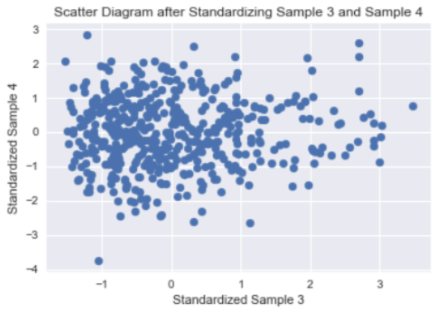 Scatter Diagram after Standardizing Sample 3 and Sample 4
3
2
1
0
−1
−2
−3
−4
Standardized Sample 4
−1 0 1 2 3
Standardized Sample 3